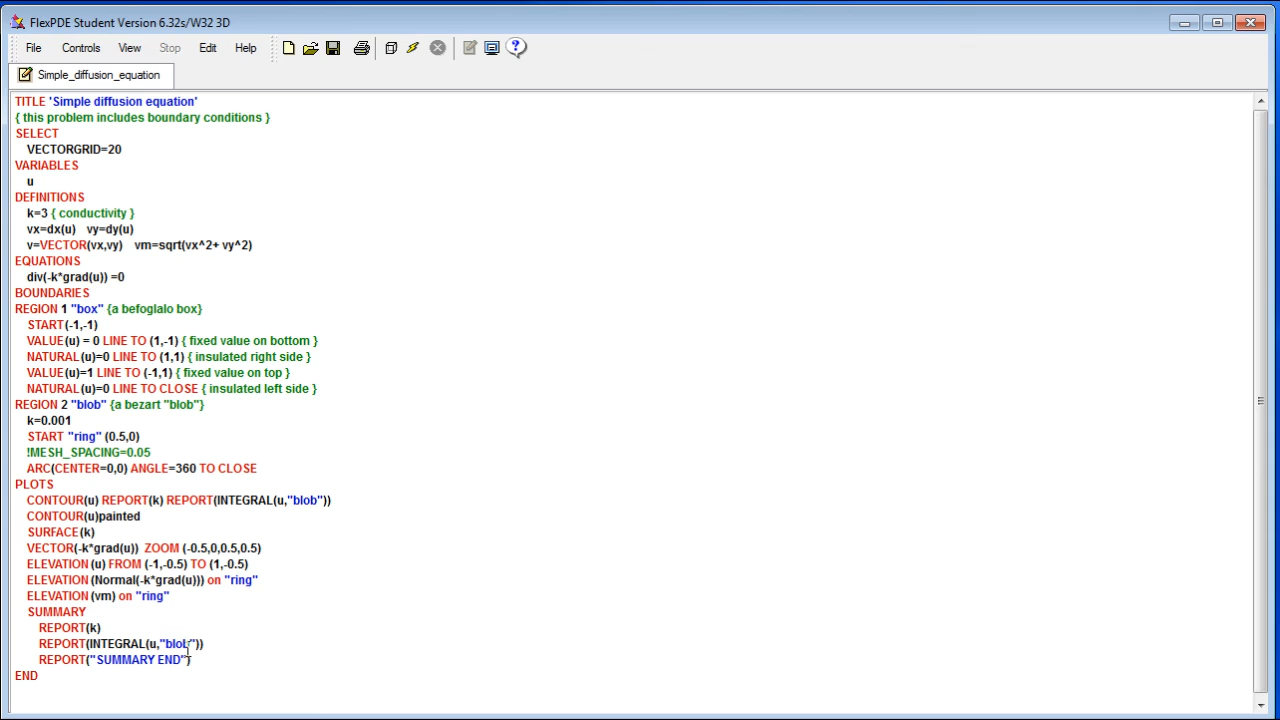 FlexPDE Student Version 6.32s/W32 3D
File Controls View Stop Edit Help
Simple_diffusion_equation
TITLE 'Simple diffusion equation'
{ this problem includes boundary conditions }
SELECT
VECTORGRID=20
VARIABLES
u
DEFINITIONS
k=3 { conductivity }
vx=dx(u) vy=dy(u)
v=VECTOR(vx,vy) vm=sqrt(vx^2+ vy^2)
EQUATIONS
div(-k*grad(u)) =0
BOUNDARIES
REGION 1 "box" {a befoglalo box}
START(-1,-1)
VALUE(u) = 0 LINE TO (1,-1) { fixed value on bottom }
NATURAL(u)=0 LINE TO (1,1) { insulated right side }
VALUE(u)=1 LINE TO (-1,1) { fixed value on top }
NATURAL(u)=0 LINE TO CLOSE { insulated left side }
REGION 2 "blob" {a bezart "blob"}
k=0.001
START "ring" (0.5,0)
!MESH_SPACING=0.05
ARC(CENTER=0,0) ANGLE=360 TO CLOSE
PLOTS
CONTOUR(u) REPORT(k) REPORT(INTEGRAL(u,"blob"))
CONTOUR(u)painted
SURFACE(k)
VECTOR(-k*grad(u)) ZOOM (-0.5,0,0.5,0.5)
ELEVATION(u) FROM (-1,-0.5) TO (1,-0.5)
ELEVATION(Normal(-k*grad(u))) on "ring"
ELEVATION(vm) on "ring"
SUMMARY
REPORT(k)
REPORT(INTEGRAL(u,"blob"))
REPORT("SUMMARY END")
END